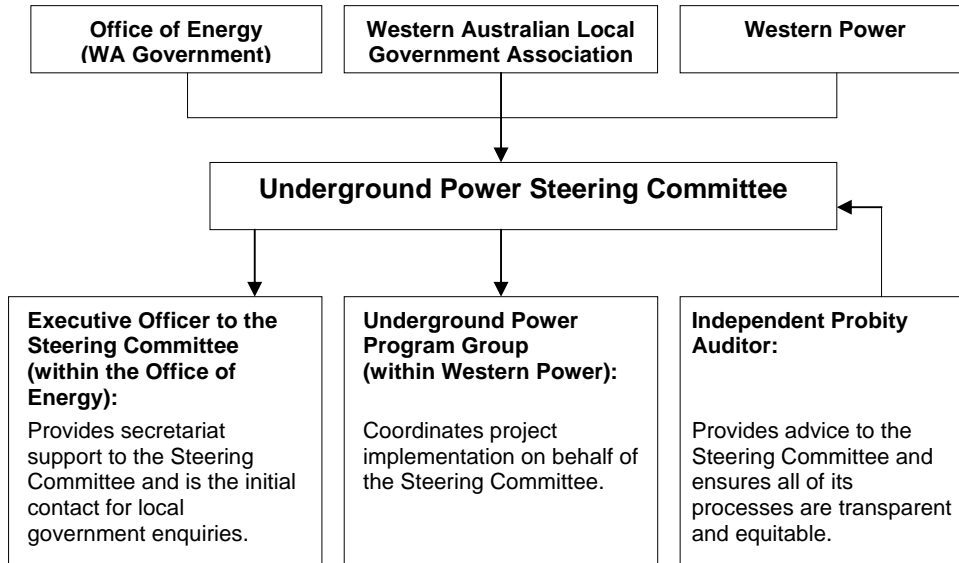 Office of Energy
(WA Government)
Western Australian Local
Government Association
Western Power
Underground Power Steering Committee
Executive Officer to the
Steering Committee
(within the Office of
Energy):
Provides secretariat
support to the Steering
Committee and is the initial
contact for local
government enquiries.
Underground Power
Program Group
(within Western Power):
Coordinates project
implementation on behalf of
the Steering Committee.
Independent Probity
Auditor:
Provides advice to the
Steering Committee and
ensures all of its
processes are transparent
and equitable.